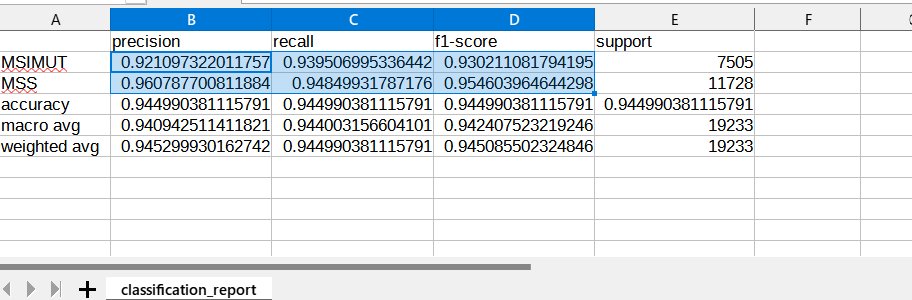 A B C D E F
precision recall f1-score support
MSIMUT 0.921097322011757 0.939506995336442 0.930211081794195 7505
MSS 0.960787700811884 0.94849931787176 0.954603964644298 11728
accuracy 0.944990381115791 0.944990381115791 0.944990381115791 0.944990381115791
macro avg 0.940942511411821 0.944003156604101 0.942407523219246 19233
weighted avg 0.945299930162742 0.944990381115791 0.945085502324846 19233
classification_report